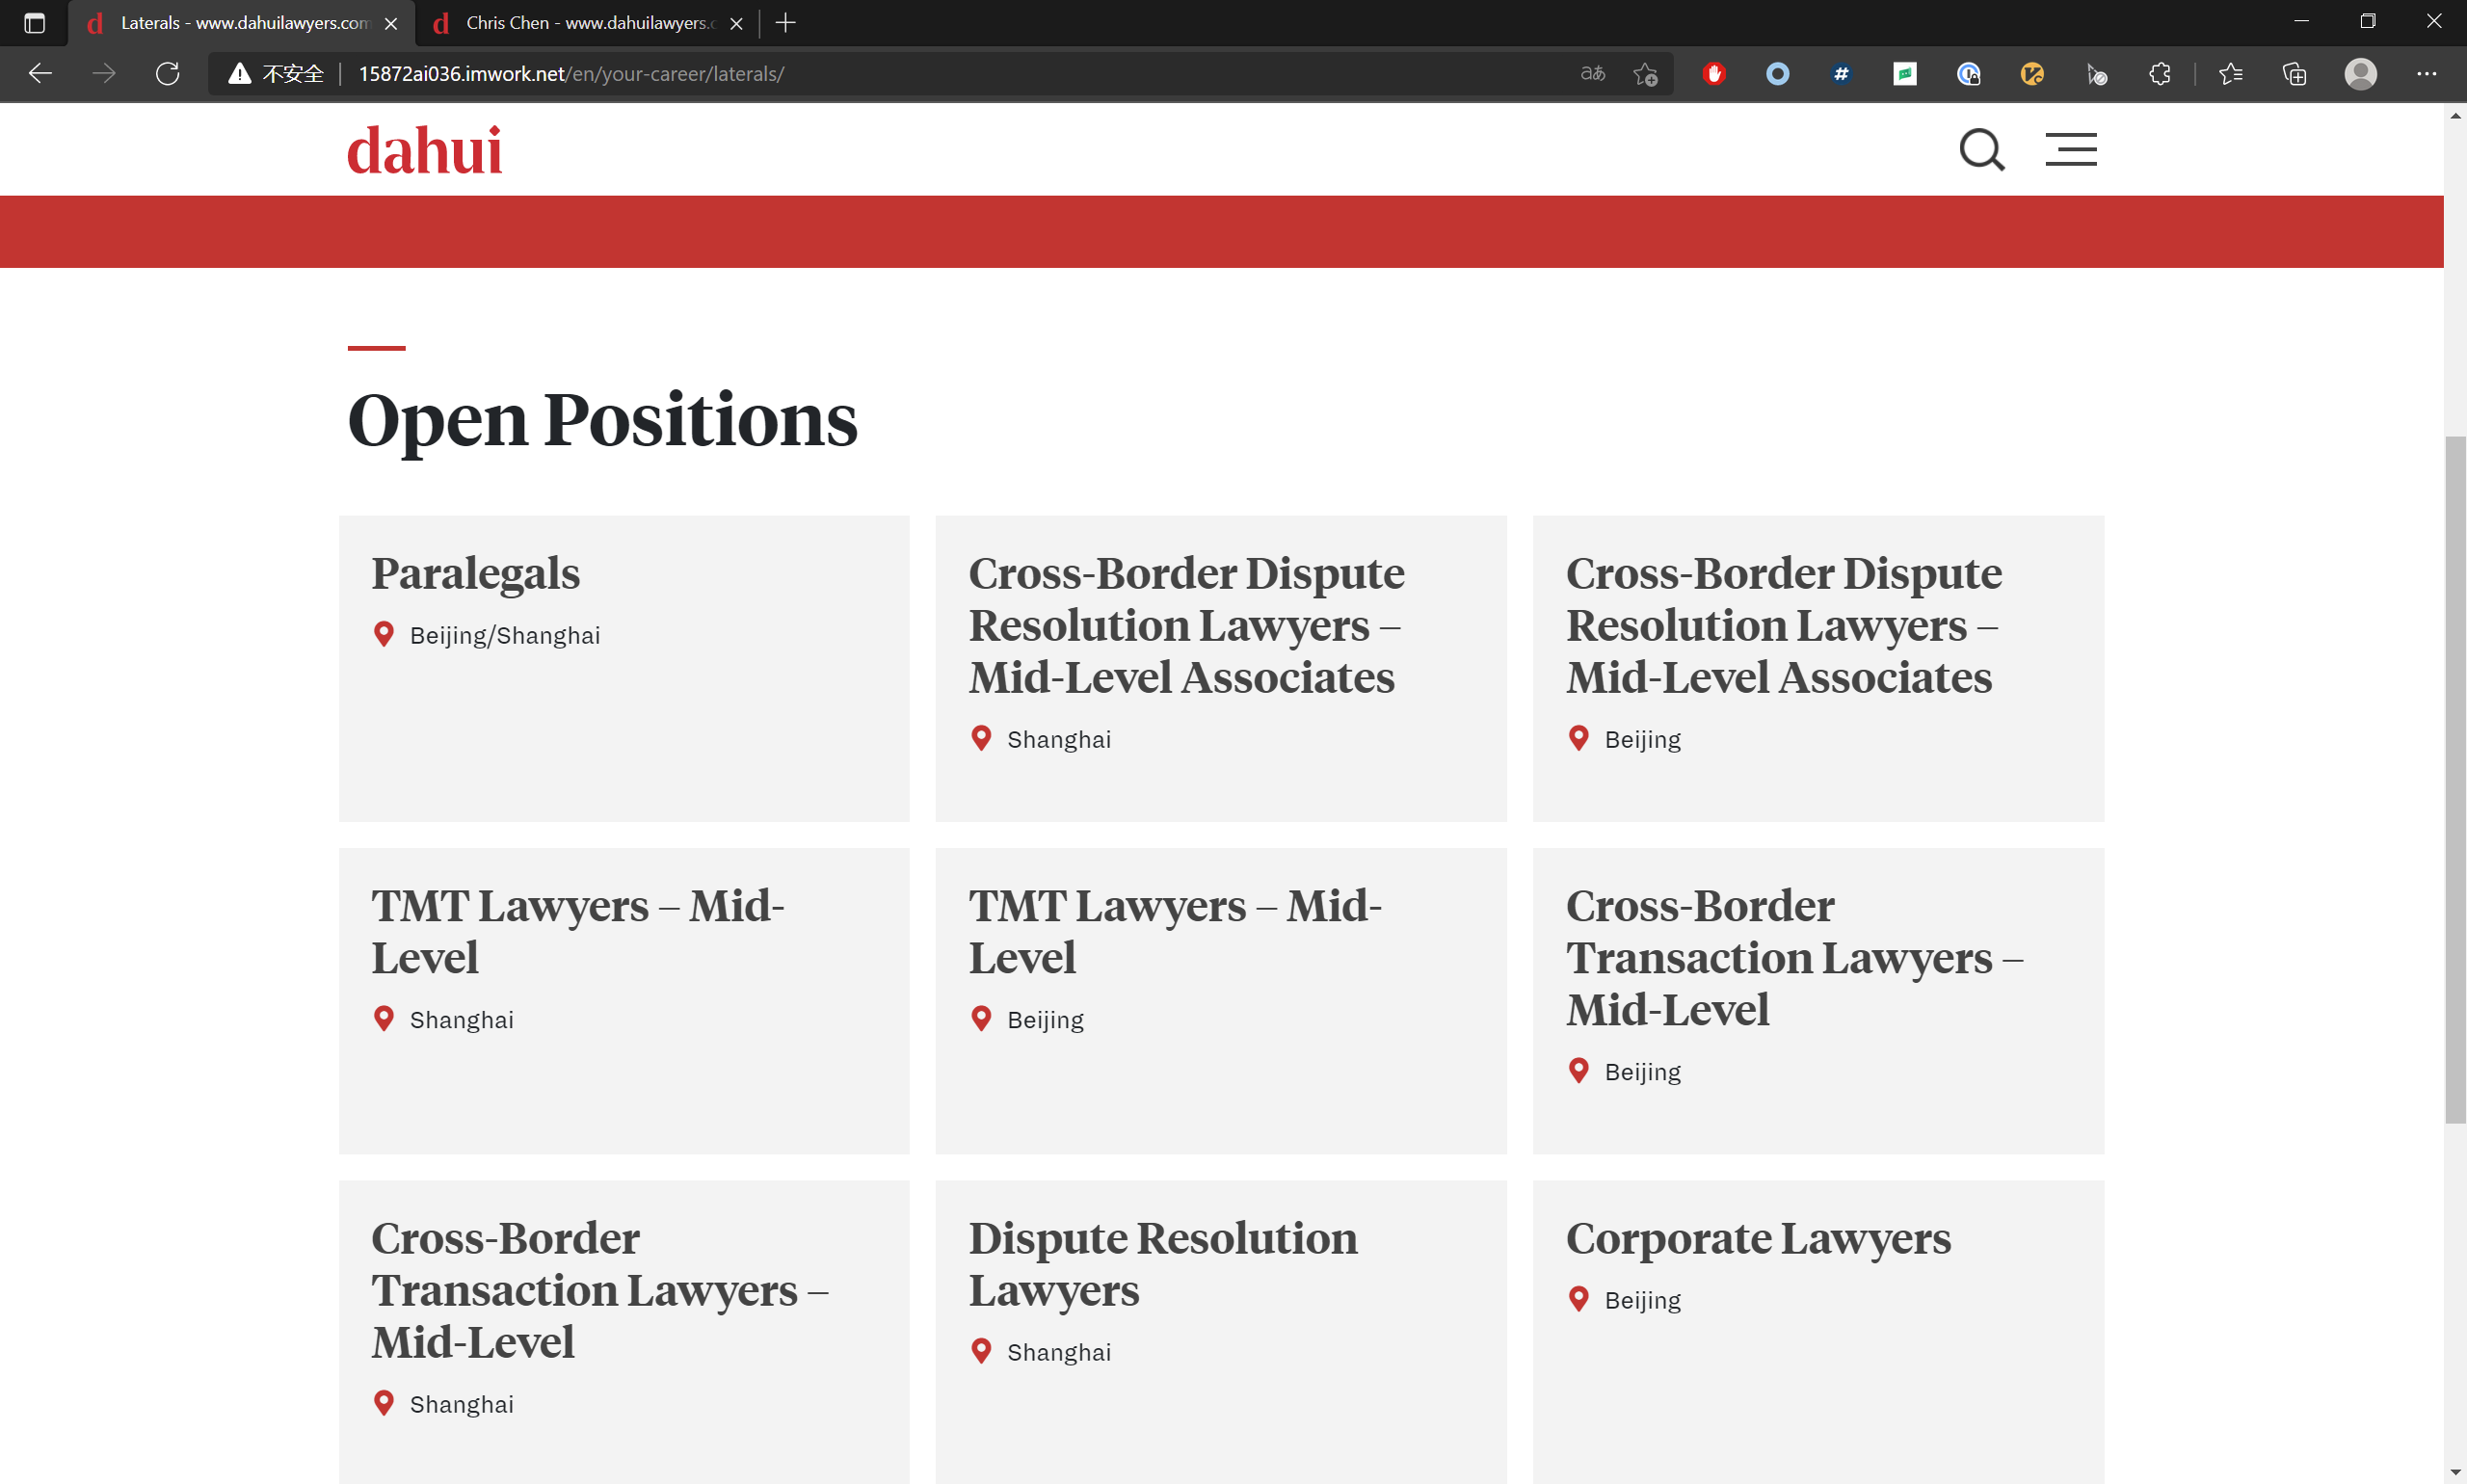 Laterals - www.dahuilawyers.com
Chris Chen - www.dahuilawyers.c
不安全
15872ai036.imwork.net/en/your-career/laterals/
dahui
Open Positions
Paralegals
Beijing/Shanghai
Cross-Border Dispute
Resolution Lawyers –
Mid-Level Associates
Shanghai
Cross-Border Dispute
Resolution Lawyers –
Mid-Level Associates
Beijing
TMT Lawyers – Mid-
Level
Shanghai
TMT Lawyers – Mid-
Level
Beijing
Cross-Border
Transaction Lawyers –
Mid-Level
Beijing
Cross-Border
Transaction Lawyers –
Mid-Level
Shanghai
Dispute Resolution
Lawyers
Shanghai
Corporate Lawyers
Beijing